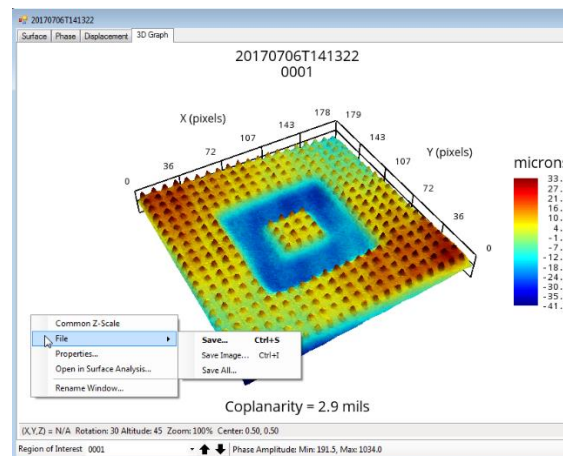 20170706T141322
Surface Phase Displacement 3D Graph
20170706T141322
0001
X (pixels)
Y (pixels)
0 36 72 107 143 178
179 143 107 72 36 0
microns
33.
27.
21.
16.
10.
4.
-1.
-7.
-12.
-18.
-24.
-30.
-35.
-41.
Common Z-Scale
File
Properties...
Open in Surface Analysis...
Rename Window...
Save... Ctrl+S
Save Image... Ctrl+I
Save All...
Coplanarity = 2.9 mils
(X,Y,Z) = N/A Rotation: 30 Altitude: 45 Zoom: 100% Center: 0.50, 0.50
Region of Interest 0001 Phase Amplitude: Min: 191.5, Max: 1034.0